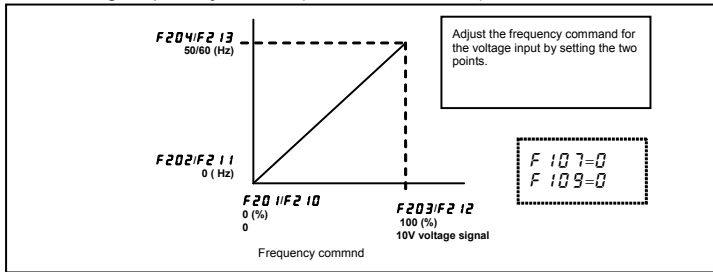 F204/F213
50/60 (Hz)
Adjust the frequency command for
the voltage input by setting the two
points.
F202/F211
0 ( Hz)
F107=0
F109=0
F201/F210
0 (%)
0
F203/F212
100 (%)
10V voltage signal
Frequency commnd